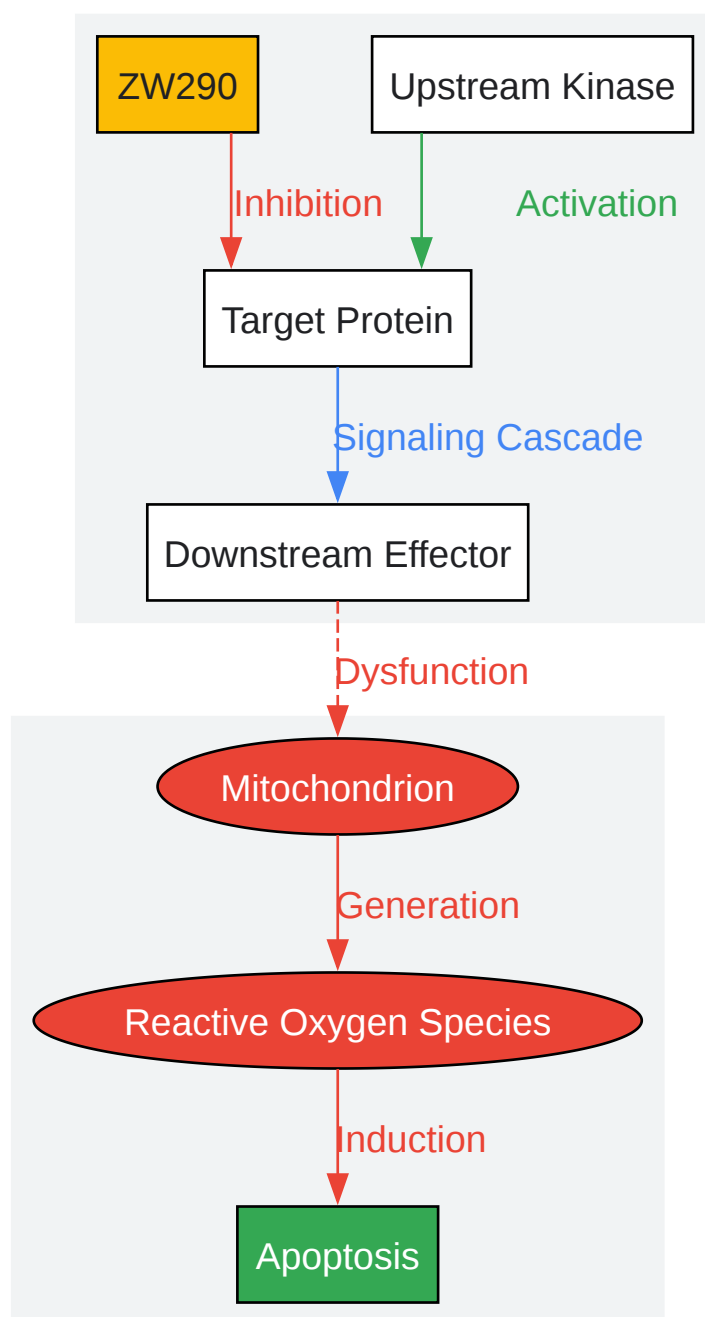 ZW290
Upstream Kinase
Inhibition
Activation
Target Protein
Signaling Cascade
Downstream Effector
Dysfunction
Mitochondrion
Generation
Reactive Oxygen Species
Induction
Apoptosis